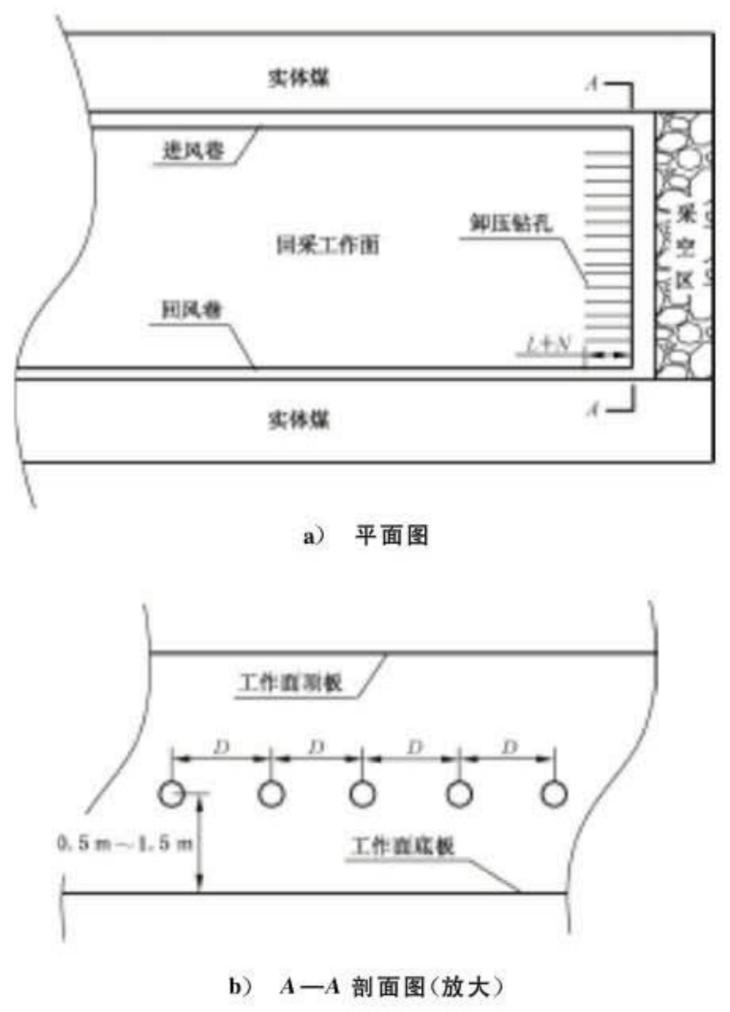 实体煤
A
进风巷
采空区
卸压钻孔
回采工作面
回风巷
L+N
A
实体煤
a) 平面图
工作面顶板
D D D D
0.5 m～1.5 m
工作面底板
b) A—A 剖面图(放大)